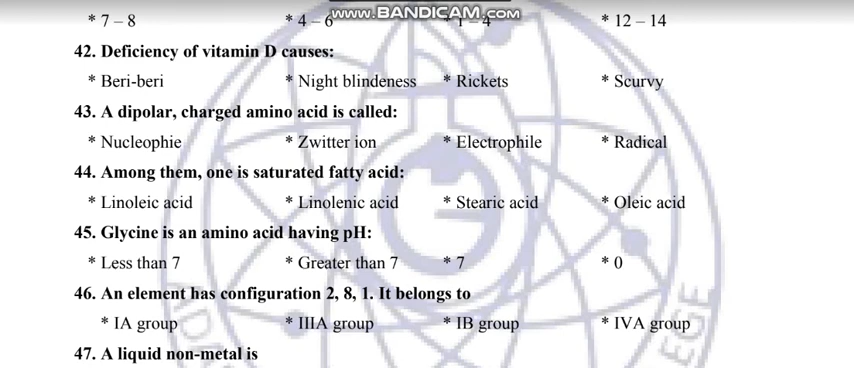 www.BANDICAM.com
* 7 – 8 * 4 – 6 * 1 – 4 * 12 – 14
42. Deficiency of vitamin D causes:
* Beri-beri * Night blindeness * Rickets * Scurvy
43. A dipolar, charged amino acid is called:
* Nucleophie * Zwitter ion * Electrophile * Radical
44. Among them, one is saturated fatty acid:
* Linoleic acid * Linolenic acid * Stearic acid * Oleic acid
45. Glycine is an amino acid having pH:
* Less than 7 * Greater than 7 * 7 * 0
46. An element has configuration 2, 8, 1. It belongs to
* IA group * IIIA group * IB group * IVA group
47. A liquid non-metal is